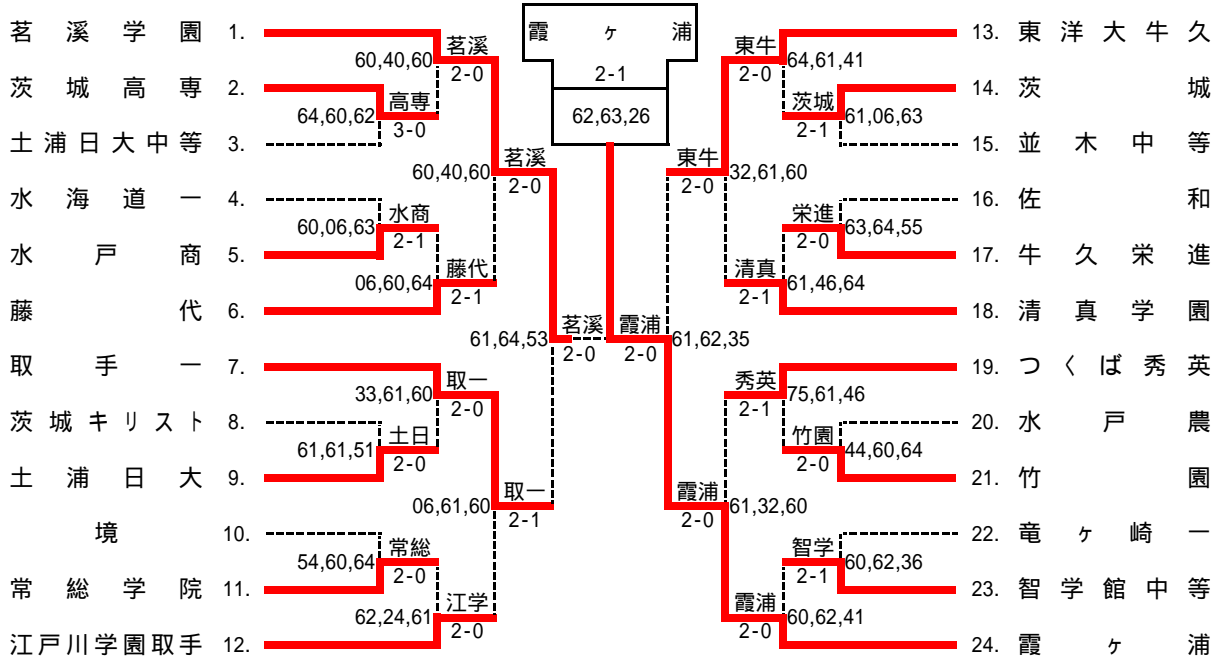 霞ヶ浦
2-1
62,63,26
茗溪学園 1.
茨城高専 2.
土浦日大中等 3.
水海道一 4.
水戸商 5.
藤代 6.
取手一 7.
茨城キリスト 8.
土浦日大 9.
境 10.
常総学院 11.
江戸川学園取手 12.
茗溪
60,40,60
2-0
高専
64,60,62
3-0
茗溪
60,40,60
2-0
水商
60,06,63
2-1
藤代
06,60,64
2-1
茗溪
61,64,53
2-0
取一
33,61,60
2-0
土日
61,61,51
2-0
取一
06,61,60
2-1
常総
54,60,64
2-0
江学
62,24,61
2-0
東牛
64,61,41
2-0
茨城
61,06,63
2-1
東牛
32,61,60
2-0
栄進
63,64,55
2-0
清真
61,46,64
2-1
霞浦
61,62,35
2-0
秀英
75,61,46
2-1
竹園
44,60,64
2-0
霞浦
61,32,60
2-0
智学
60,62,36
2-1
霞浦
60,62,41
2-0
13. 東洋大牛久
14. 茨城
15. 並木中等
16. 佐和
17. 牛久栄進
18. 清真学園
19. つくば秀英
20. 水戸農
21. 竹園
22. 竜ヶ崎一
23. 智学館中等
24. 霞ヶ浦